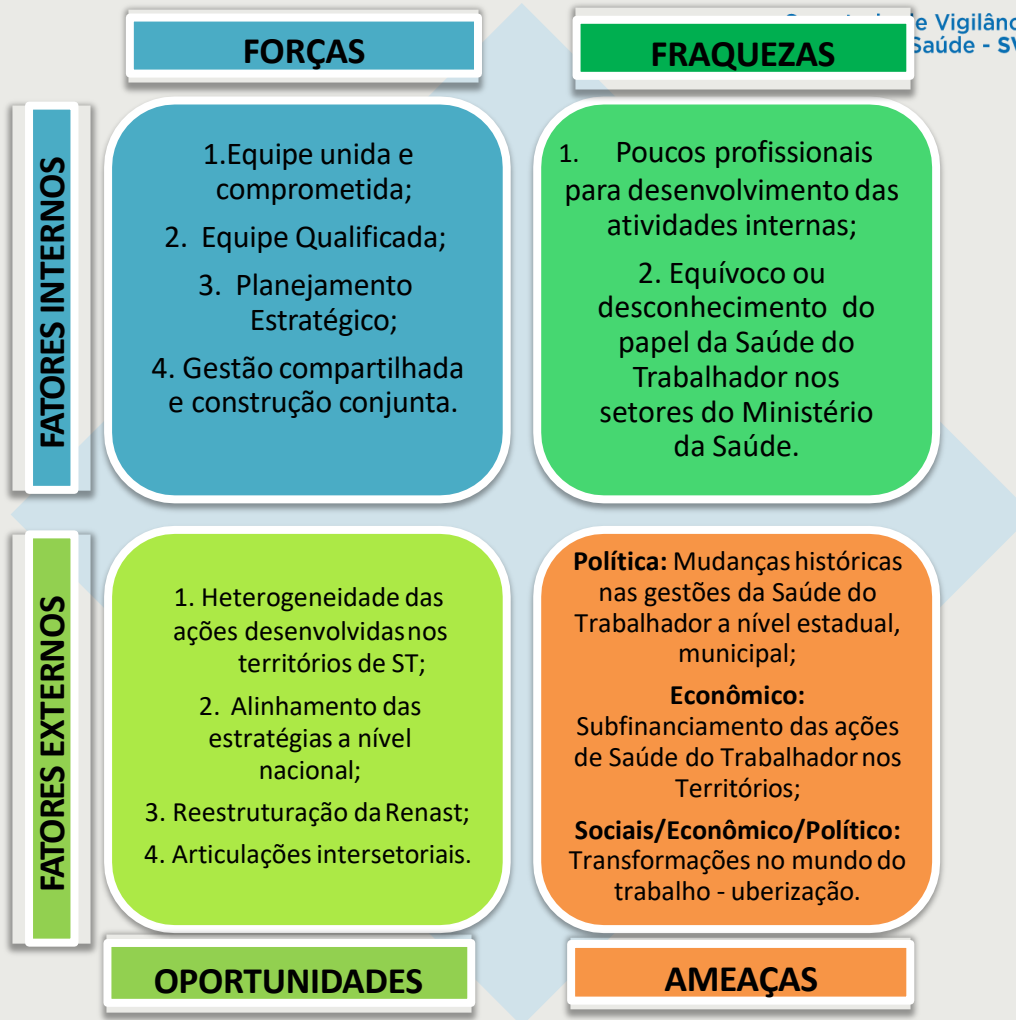 e Vigilânc
Saúde - SV
FORÇAS
FRAQUEZAS
FATORES INTERNOS
1.Equipe unida e
comprometida;
2. Equipe Qualificada;
3. Planejamento
Estratégico;
4. Gestão compartilhada
e construção conjunta.
1. Poucos profissionais
para desenvolvimento das
atividades internas;
2. Equívoco ou
desconhecimento do
papel da Saúde do
Trabalhador nos
setores do Ministério
da Saúde.
FATORES EXTERNOS
1. Heterogeneidade das
ações desenvolvidas nos
territórios de ST;
2. Alinhamento das
estratégias a nível
nacional;
3. Reestruturação da Renast;
4. Articulações intersetoriais.
Política: Mudanças históricas
nas gestões da Saúde do
Trabalhador a nível estadual,
municipal;
Econômico:
Subfinanciamento das ações
de Saúde do Trabalhador nos
Territórios;
Sociais/Econômico/Político:
Transformações no mundo do
trabalho - uberização.
OPORTUNIDADES
AMEAÇAS